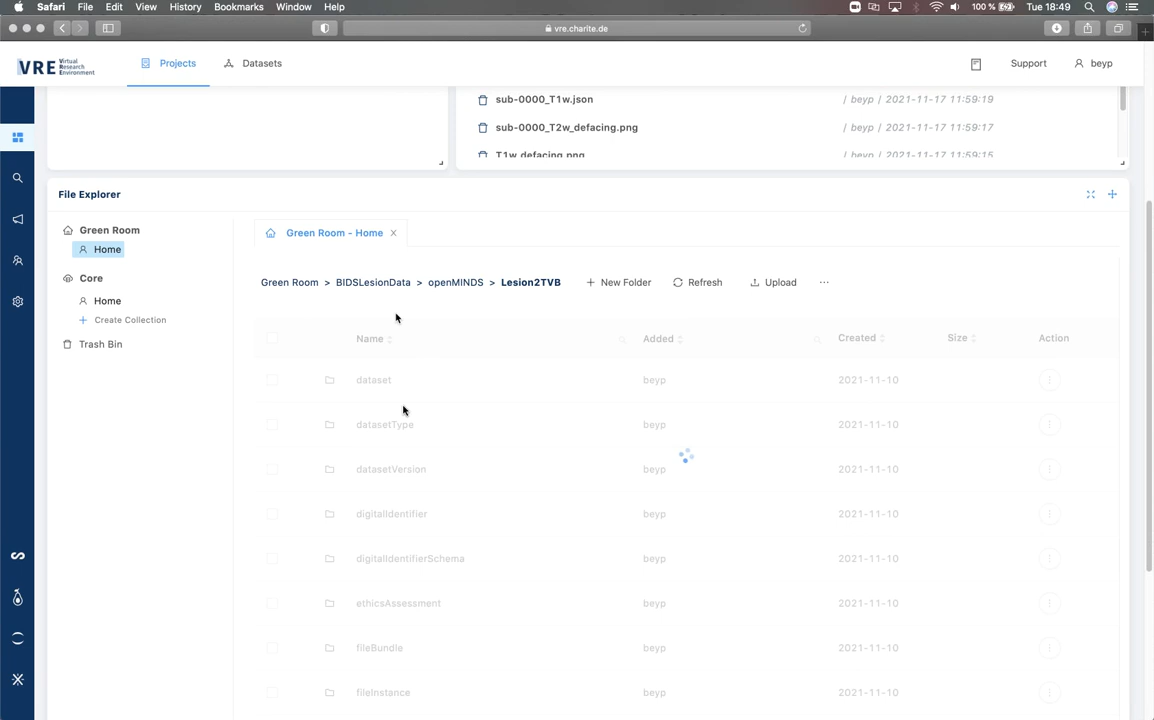 Safari File Edit View History Bookmarks Window Help 100 % Tue 18:49
vre.charite.de
VRE Virtual Research Environment Projects Datasets Support beyp
sub-0000_T1w.json / beyp / 2021-11-17 11:59:19
sub-0000_T2w_defacing.png / beyp / 2021-11-17 11:59:17
T1w_defacing.png / beyp / 2021-11-17 11:59:15
File Explorer
Green Room
Home
Core
Home
+ Create Collection
Trash Bin
Green Room - Home
Green Room > BIDSLesionData > openMINDS > Lesion2TVB + New Folder Refresh Upload ...
Name Added Created Size Action
dataset beyp 2021-11-10
datasetType beyp 2021-11-10
datasetVersion beyp 2021-11-10
digitalIdentifier beyp 2021-11-10
digitalIdentifierSchema beyp 2021-11-10
ethicsAssessment beyp 2021-11-10
fileBundle beyp 2021-11-10
fileInstance beyp 2021-11-10